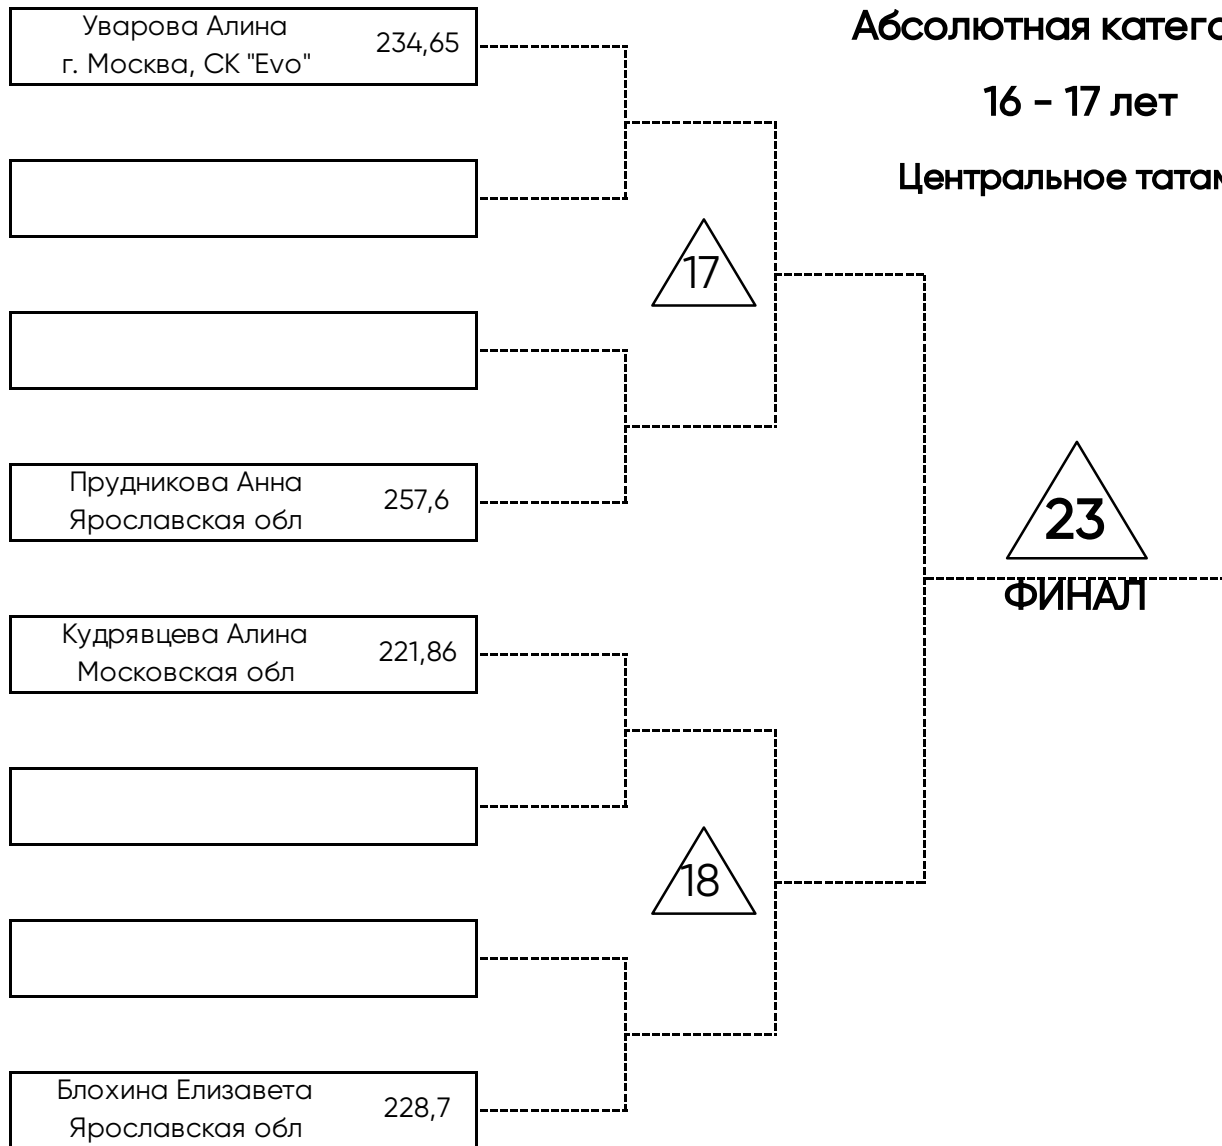 Уварова Алина
г. Москва, СК "Evo"
234,65
Абсолютная катего
16 - 17 лет
Центральное тата
17
Прудникова Анна
Ярославская обл
257,6
23
ФИНАЛ
Кудрявцева Алина
Московская обл
221,86
18
Блохина Елизавета
Ярославская обл
228,7